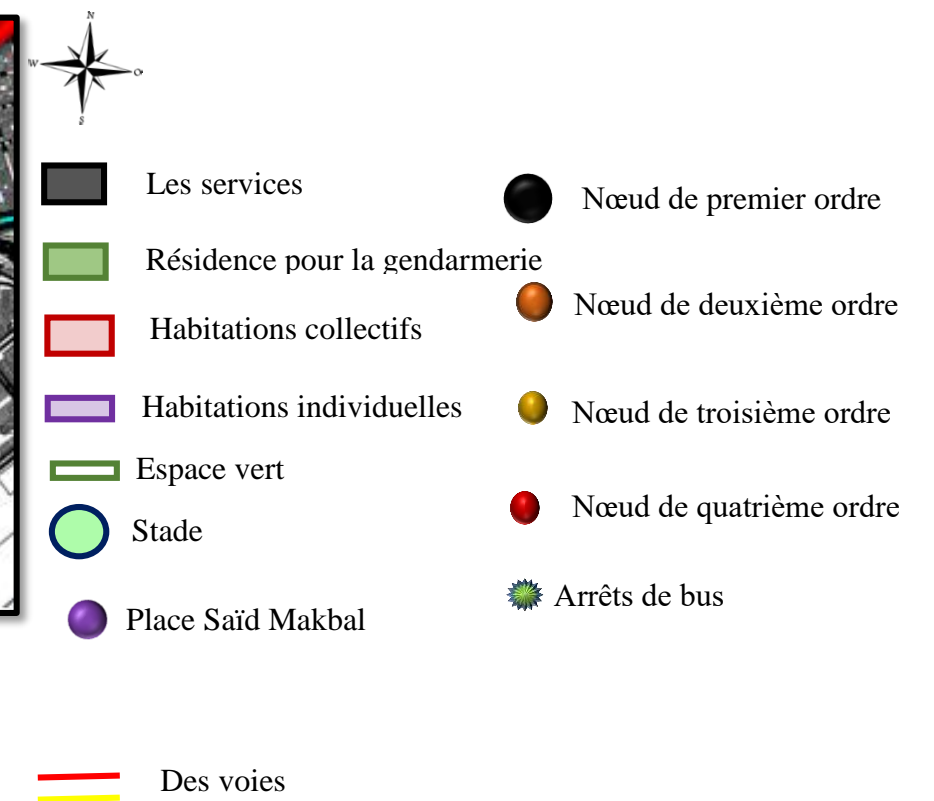 N
W
O
S
Les services
Résidence pour la gendarmerie
Habitations collectifs
Habitations individuelles
Espace vert
Stade
Place Saïd Makbal
Des voies
Nœud de premier ordre
Nœud de deuxième ordre
Nœud de troisième ordre
Nœud de quatrième ordre
Arrêts de bus